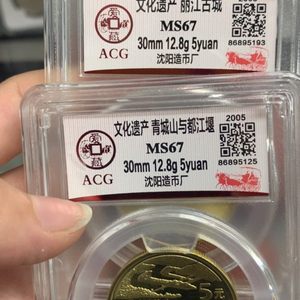 文化遗产 丽江古城
MS67
30mm 12.8g 5yuan
沈阳造币厂
ACG
86895193
文化遗产 青城山与都江堰
MS67
30mm 12.8g 5yuan
沈阳造币厂
ACG
2005
86895125
5元